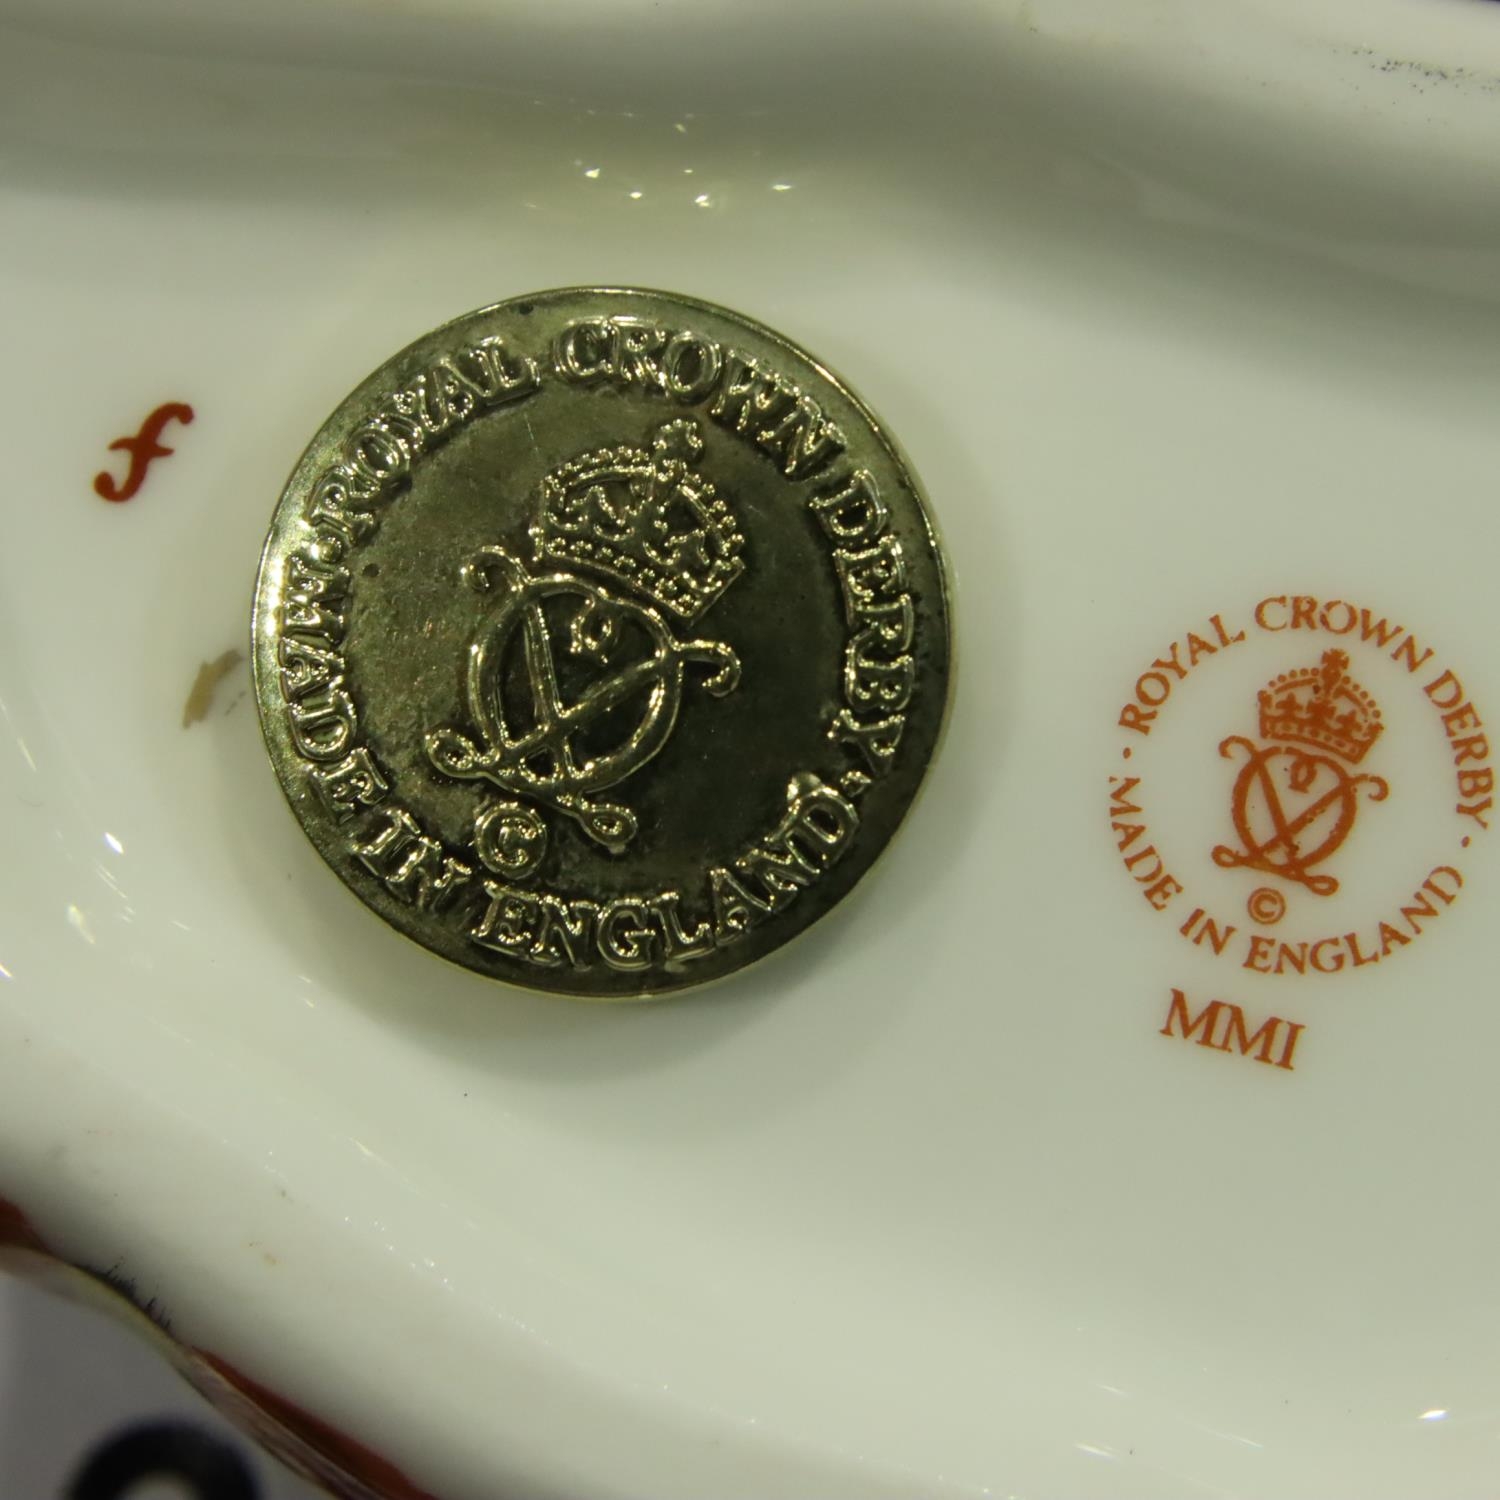 f
· ROYAL CROWN DERBY ·
MADE IN ENGLAND
©
· ROYAL CROWN DERBY ·
MADE IN ENGLAND
©
MMI